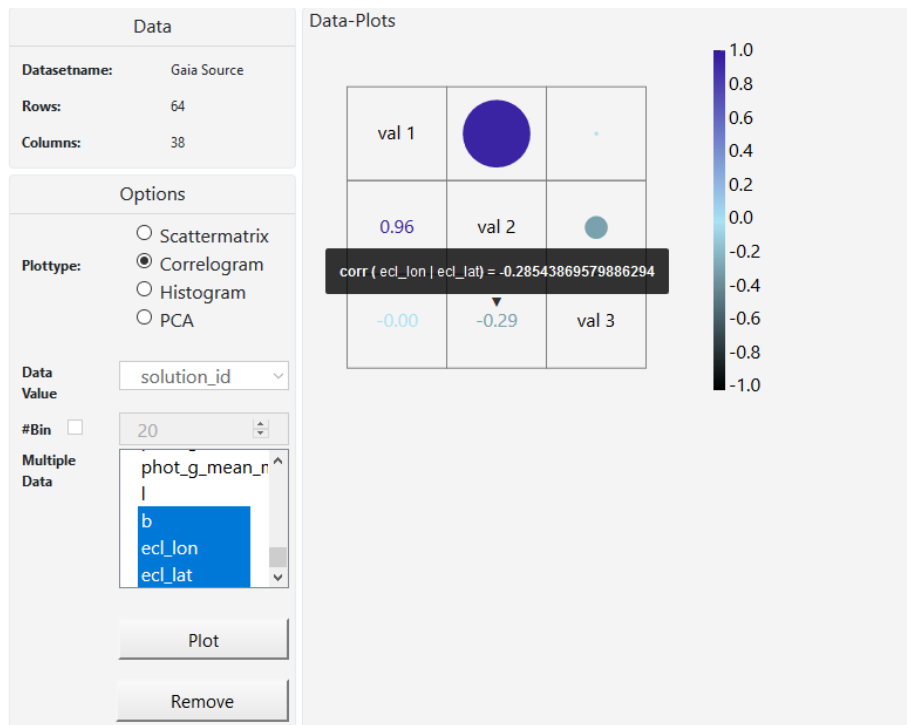 Data
Datasetname: Gaia Source
Rows: 64
Columns: 38
Options
Plottype:
Scattermatrix
Correlogram
Histogram
PCA
Data Value
solution_id
#Bin
20
Multiple Data
phot_g_mean_m
l
b
ecl_lon
ecl_lat
Plot
Remove
Data-Plots
val 1
0.96
val 2
corr ( ecl_lon | ecl_lat) = -0.28543869579886294
-0.00
-0.29
val 3
1.0
0.8
0.6
0.4
0.2
0.0
-0.2
-0.4
-0.6
-0.8
-1.0